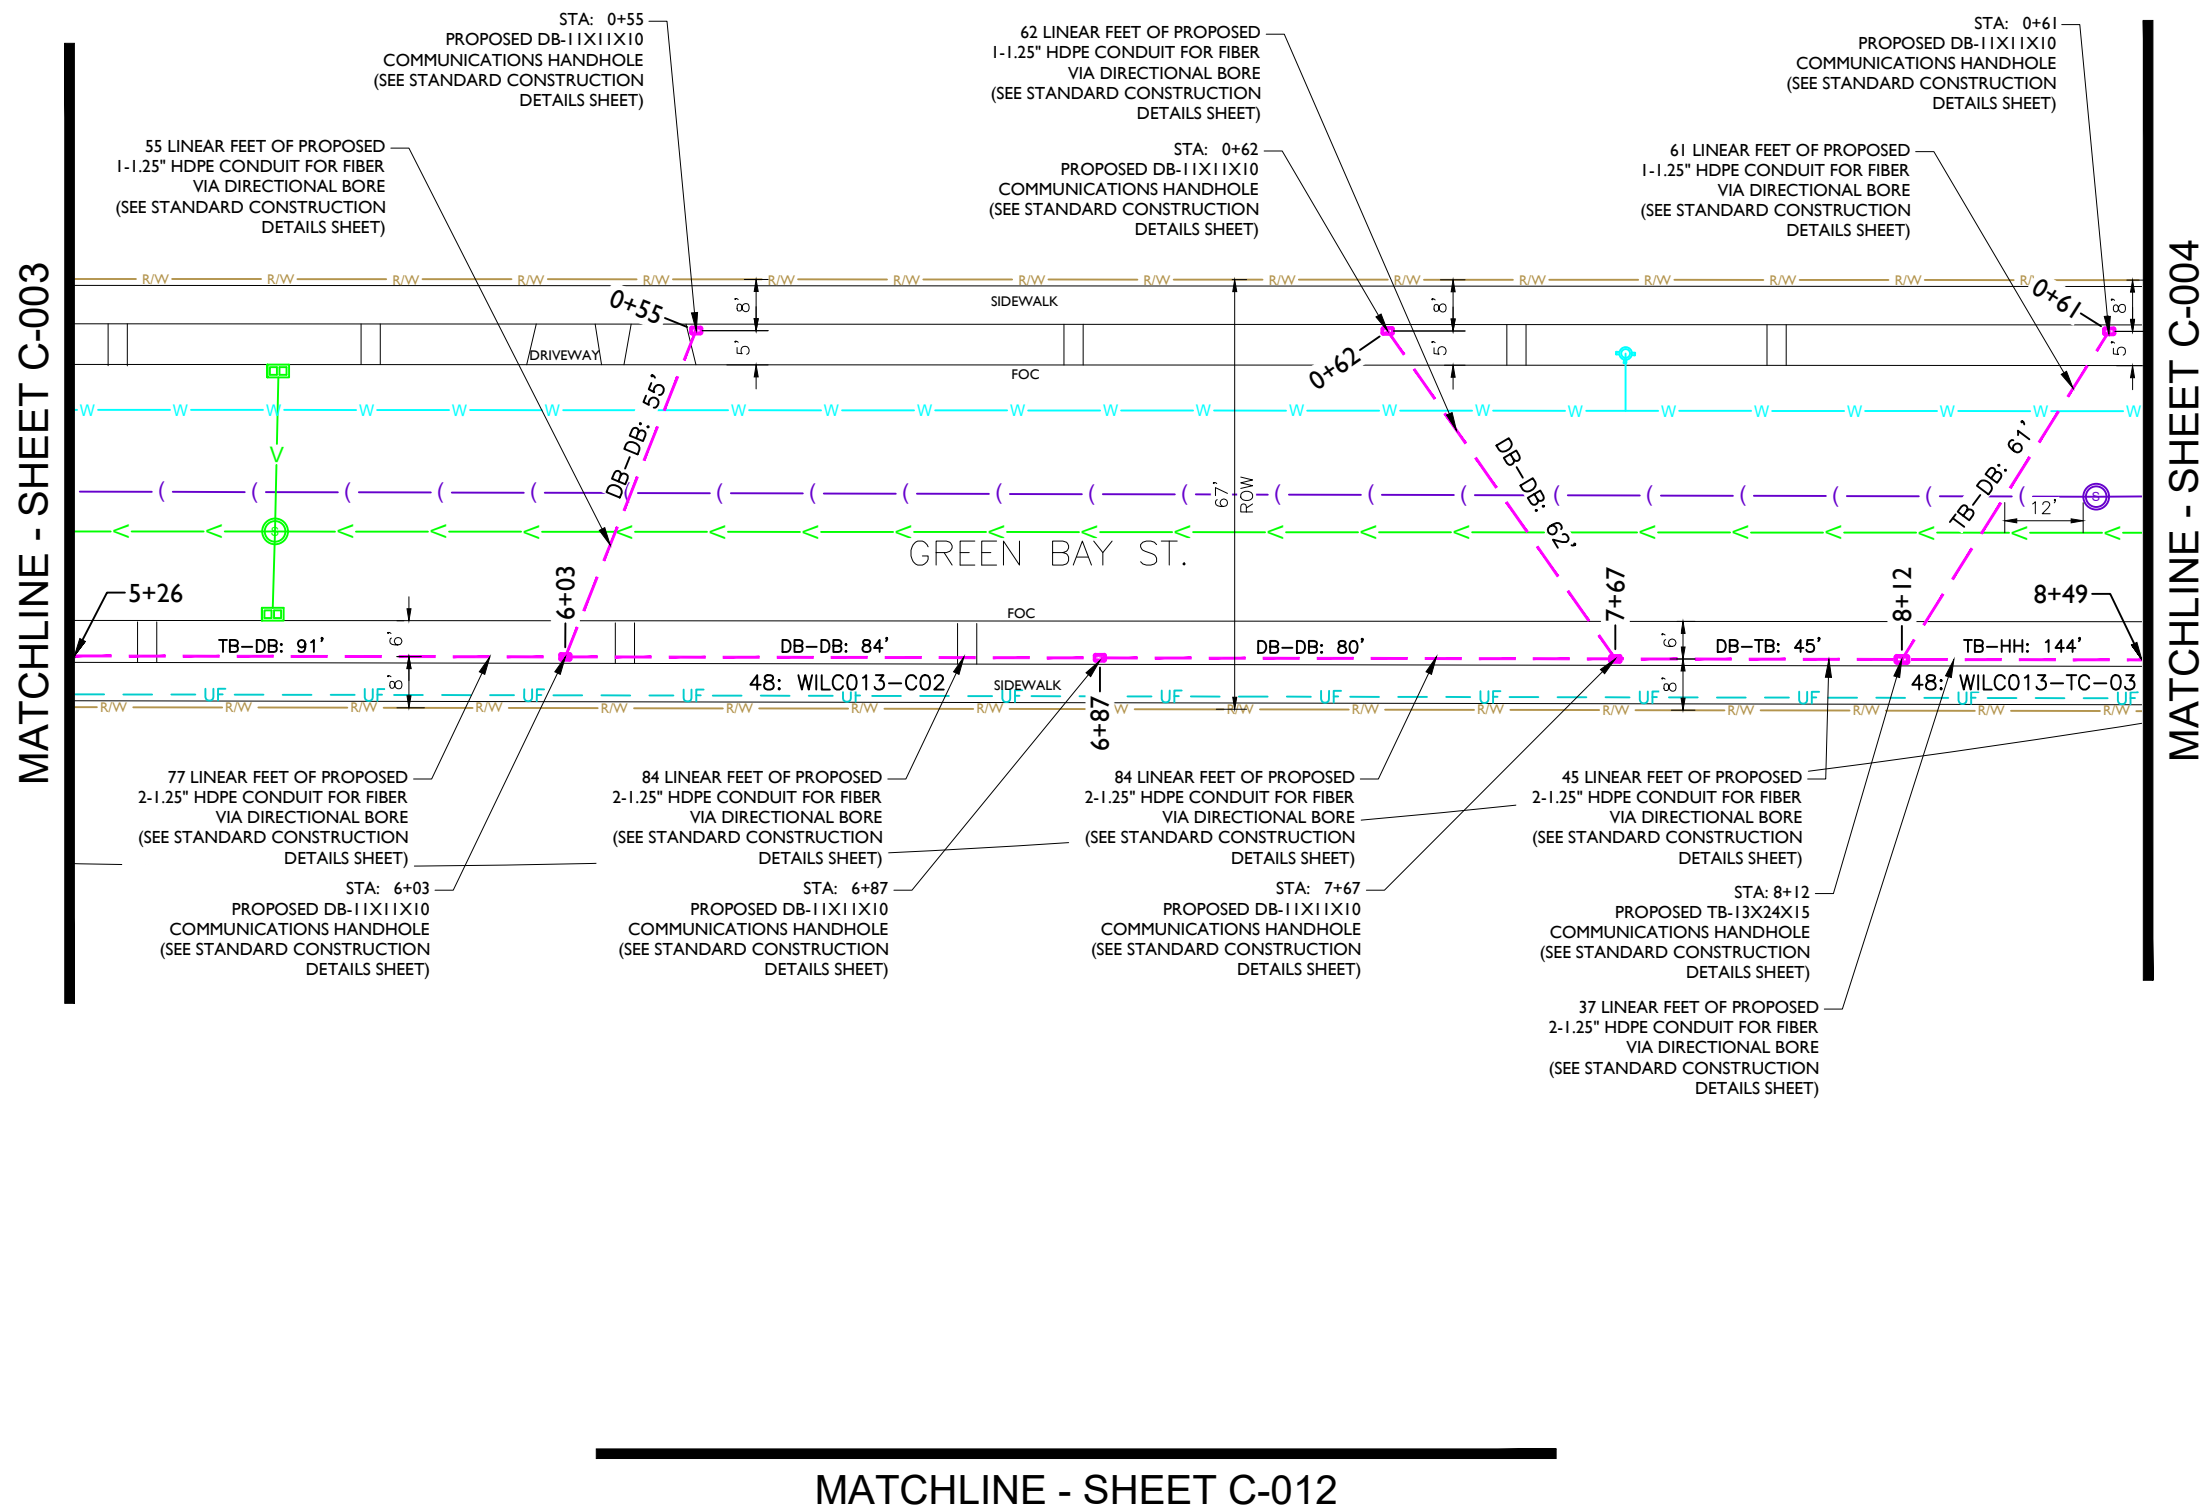 STA: 0+55
PROPOSED DB-11X11X10
COMMUNICATIONS HANDHOLE
(SEE STANDARD CONSTRUCTION
DETAILS SHEET)
62 LINEAR FEET OF PROPOSED
1-1.25" HDPE CONDUIT FOR FIBER
VIA DIRECTIONAL BORE
(SEE STANDARD CONSTRUCTION
DETAILS SHEET)
STA: 0+61
PROPOSED DB-11X11X10
COMMUNICATIONS HANDHOLE
(SEE STANDARD CONSTRUCTION
DETAILS SHEET)
55 LINEAR FEET OF PROPOSED
1-1.25" HDPE CONDUIT FOR FIBER
VIA DIRECTIONAL BORE
(SEE STANDARD CONSTRUCTION
DETAILS SHEET)
STA: 0+62
PROPOSED DB-11X11X10
COMMUNICATIONS HANDHOLE
(SEE STANDARD CONSTRUCTION
DETAILS SHEET)
61 LINEAR FEET OF PROPOSED
1-1.25" HDPE CONDUIT FOR FIBER
VIA DIRECTIONAL BORE
(SEE STANDARD CONSTRUCTION
DETAILS SHEET)
MATCHLINE - SHEET C-003
MATCHLINE - SHEET C-004
R/W R/W R/W R/W R/W R/W R/W R/W R/W R/W R/W R/W R/W R/W R/W R/
SIDEWALK
0+55
8'
8'
0+61
8'
DRIVEWAY
5'
0+62
5'
5'
FOC
W W W W W W W W W W W W W W W W W W W W W W
DB-DB: 55'
DB-DB: 62'
TB-DB: 61'
67'
ROW
S
12'
S
GREEN BAY ST.
5+26
6+03
7+67
8+12
8+49
FOC
TB-DB: 91'
6'
DB-DB: 84'
DB-DB: 80'
6'
DB-TB: 45'
TB-HH: 144'
8'
48: WILC013-C02
SIDEWALK
8'
48: WILC013-TC-03
UF UF UF UF UF UF UF UF UF UF UF UF UF
R/W R/W R/W R/W R/W R/W R/W R/W W R/W R/W R/W R/W R/W R/W R/W R/W
6+87
77 LINEAR FEET OF PROPOSED
2-1.25" HDPE CONDUIT FOR FIBER
VIA DIRECTIONAL BORE
(SEE STANDARD CONSTRUCTION
DETAILS SHEET)
84 LINEAR FEET OF PROPOSED
2-1.25" HDPE CONDUIT FOR FIBER
VIA DIRECTIONAL BORE
(SEE STANDARD CONSTRUCTION
DETAILS SHEET)
84 LINEAR FEET OF PROPOSED
2-1.25" HDPE CONDUIT FOR FIBER
VIA DIRECTIONAL BORE
(SEE STANDARD CONSTRUCTION
DETAILS SHEET)
45 LINEAR FEET OF PROPOSED
2-1.25" HDPE CONDUIT FOR FIBER
VIA DIRECTIONAL BORE
(SEE STANDARD CONSTRUCTION
DETAILS SHEET)
STA: 6+03
PROPOSED DB-11X11X10
COMMUNICATIONS HANDHOLE
(SEE STANDARD CONSTRUCTION
DETAILS SHEET)
STA: 6+87
PROPOSED DB-11X11X10
COMMUNICATIONS HANDHOLE
(SEE STANDARD CONSTRUCTION
DETAILS SHEET)
STA: 7+67
PROPOSED DB-11X11X10
COMMUNICATIONS HANDHOLE
(SEE STANDARD CONSTRUCTION
DETAILS SHEET)
STA: 8+12
PROPOSED TB-13X24X15
COMMUNICATIONS HANDHOLE
(SEE STANDARD CONSTRUCTION
DETAILS SHEET)
37 LINEAR FEET OF PROPOSED
2-1.25" HDPE CONDUIT FOR FIBER
VIA DIRECTIONAL BORE
(SEE STANDARD CONSTRUCTION
DETAILS SHEET)
MATCHLINE - SHEET C-012